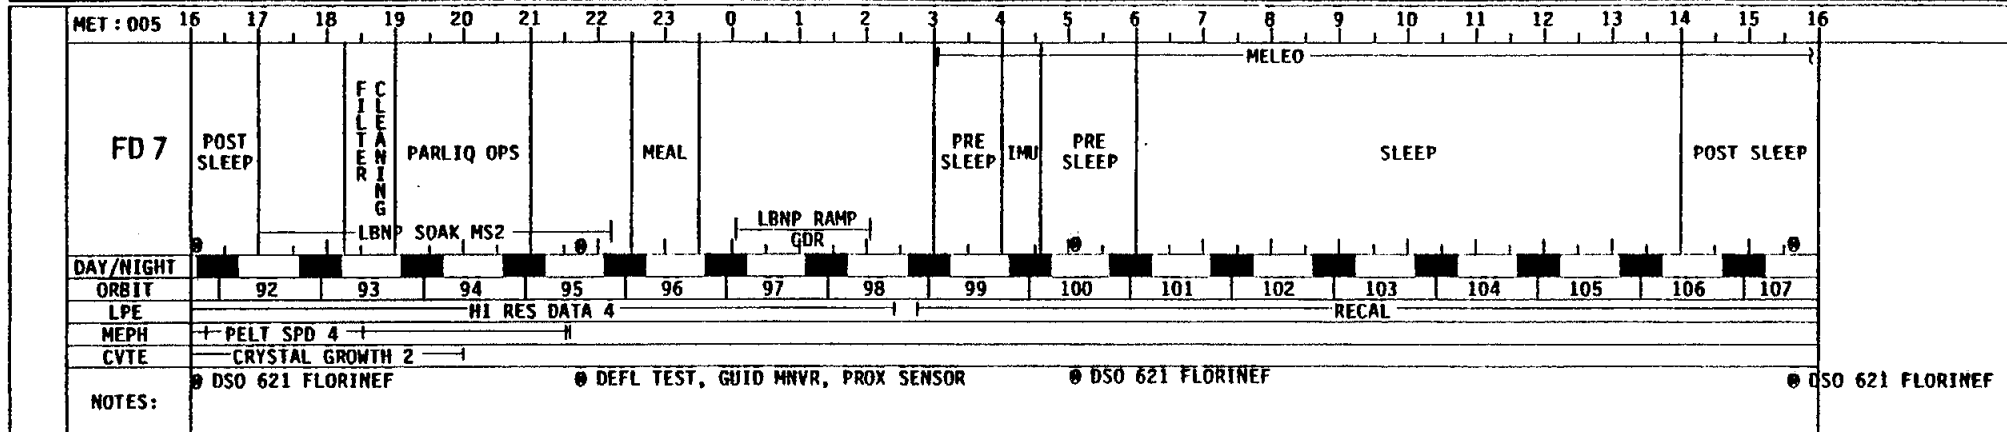 MET : 005 16 17 18 19 20 21 22 23 0 1 2 3 4 5 6 7 8 9 10 11 12 13 14 15 16
MELEO
FD 7
POST
SLEEP
FILTER
CLEANING
PARLIQ OPS
MEAL
PRE
SLEEP
IMU
PRE
SLEEP
SLEEP
POST SLEEP
LBNP SOAK MS2
LBNP RAMP
CDR
DAY/NIGHT
ORBIT 92 93 94 95 96 97 98 99 100 101 102 103 104 105 106 107
LPE HI RES DATA 4 RECAL
MEPH PELT SPD 4
CVTE CRYSTAL GROWTH 2
DSO 621 FLORINEF DEFL TEST, GUID MNVR, PROX SENSOR DSO 621 FLORINEF DSO 621 FLORINEF
NOTES: